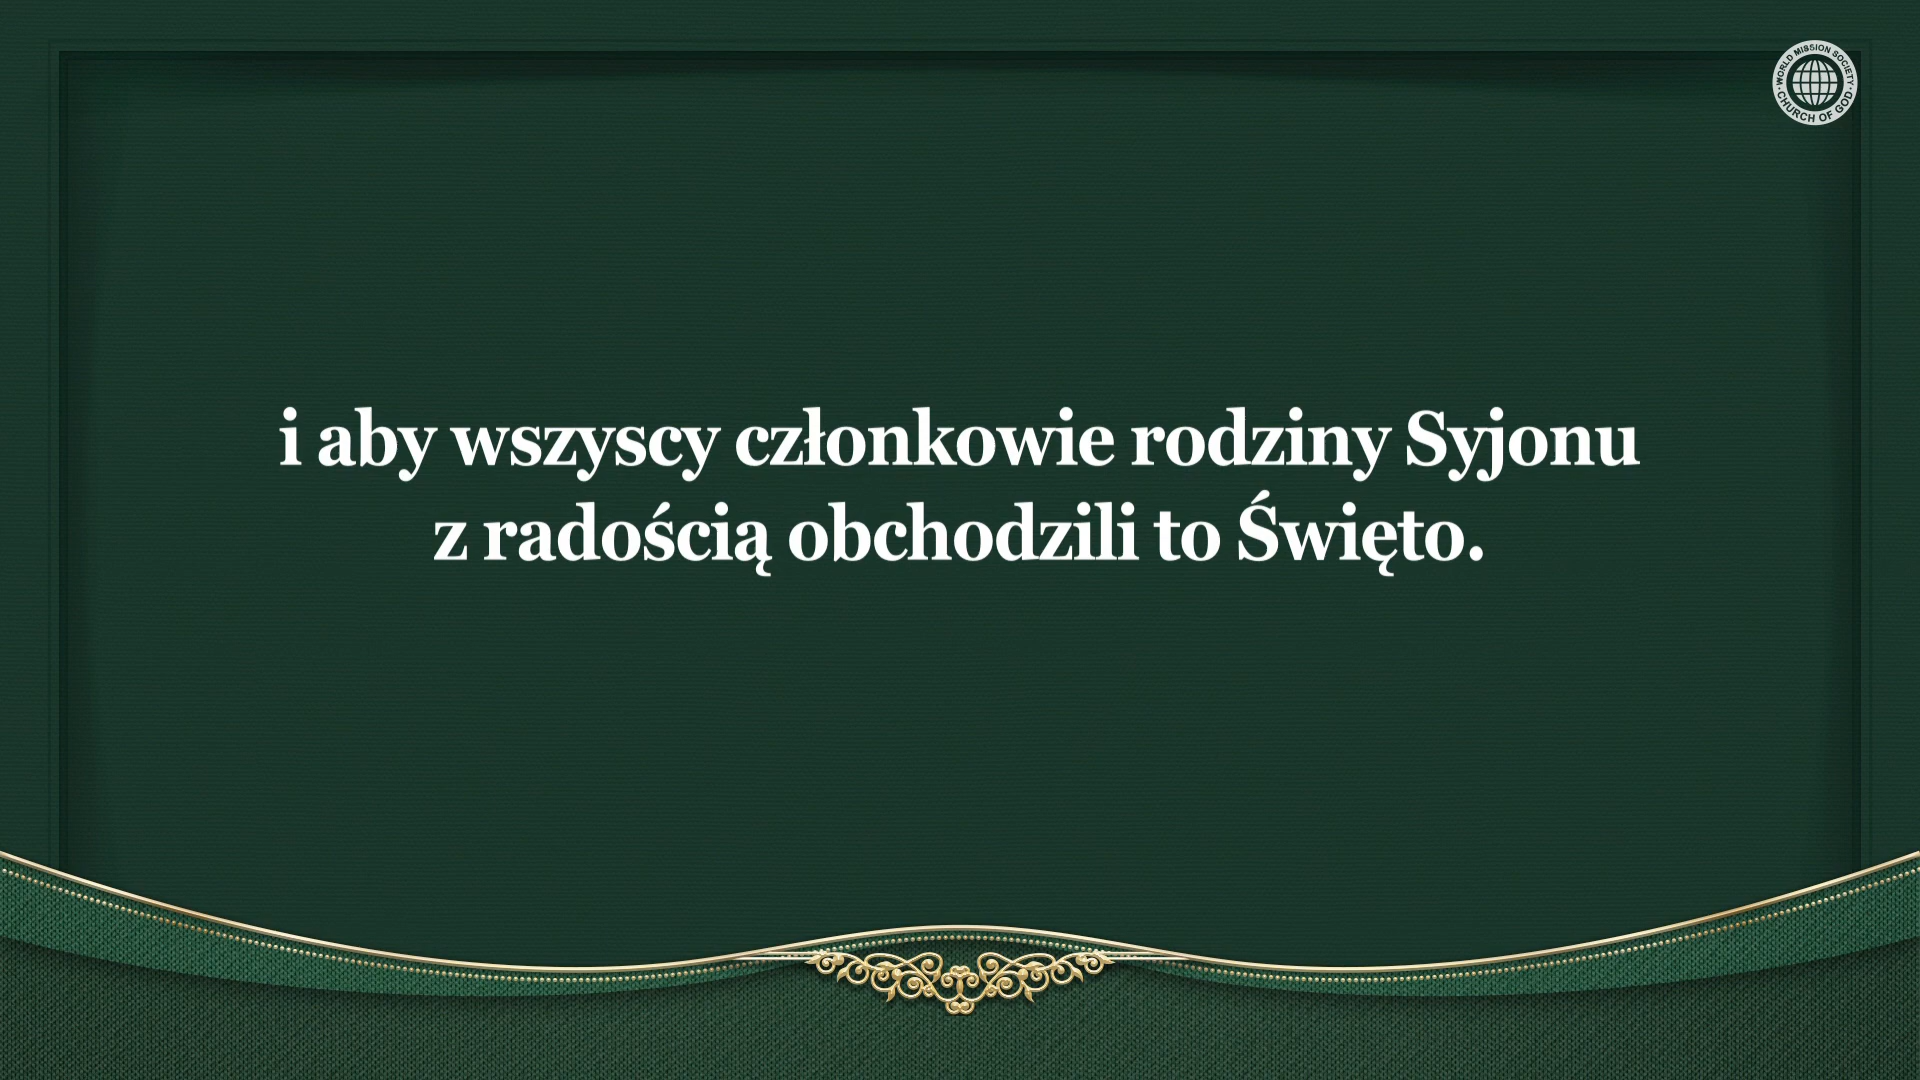 WORLD MISSION SOCIETY
CHURCH OF GOD
i aby wszyscy członkowie rodziny Syjonu
z radością obchodzili to Święto.